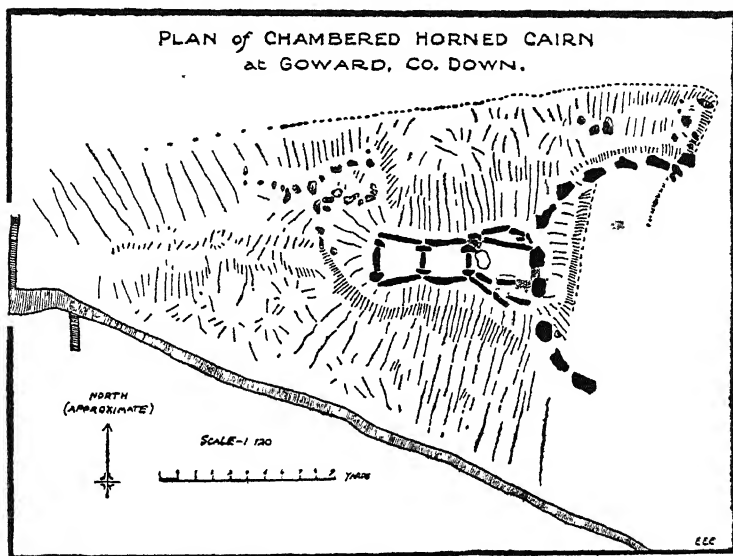 PLAN of CHAMBERED HORNED CAIRN
at GOWARD, CO. DOWN.
NORTH
(APPROXIMATE)
SCALE-1 120
YARDS